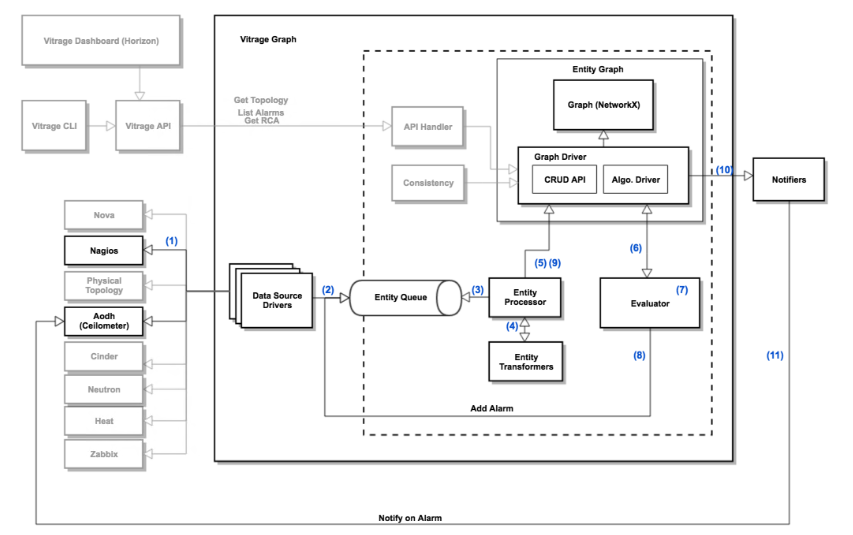 Vitrage Dashboard (Horizon)
Vitrage Graph
Entity Graph
Graph (NetworkX)
Get Topology
List Alarms
Get RCA
Vitrage CLI
Vitrage API
API Handler
Graph Driver
CRUD API
Algo. Driver
(10)
Notifiers
Consistency
Nova
(1)
Nagios
Physical
Topology
Aodh
(Ceilometer)
Cinder
Neutron
Heat
Zabbix
Data Source
Drivers
(2)
Entity Queue
(3)
(5) (9)
Entity
Processor
(4)
Entity
Transformers
(6)
(7)
Evaluator
(8)
(11)
Add Alarm
Notify on Alarm